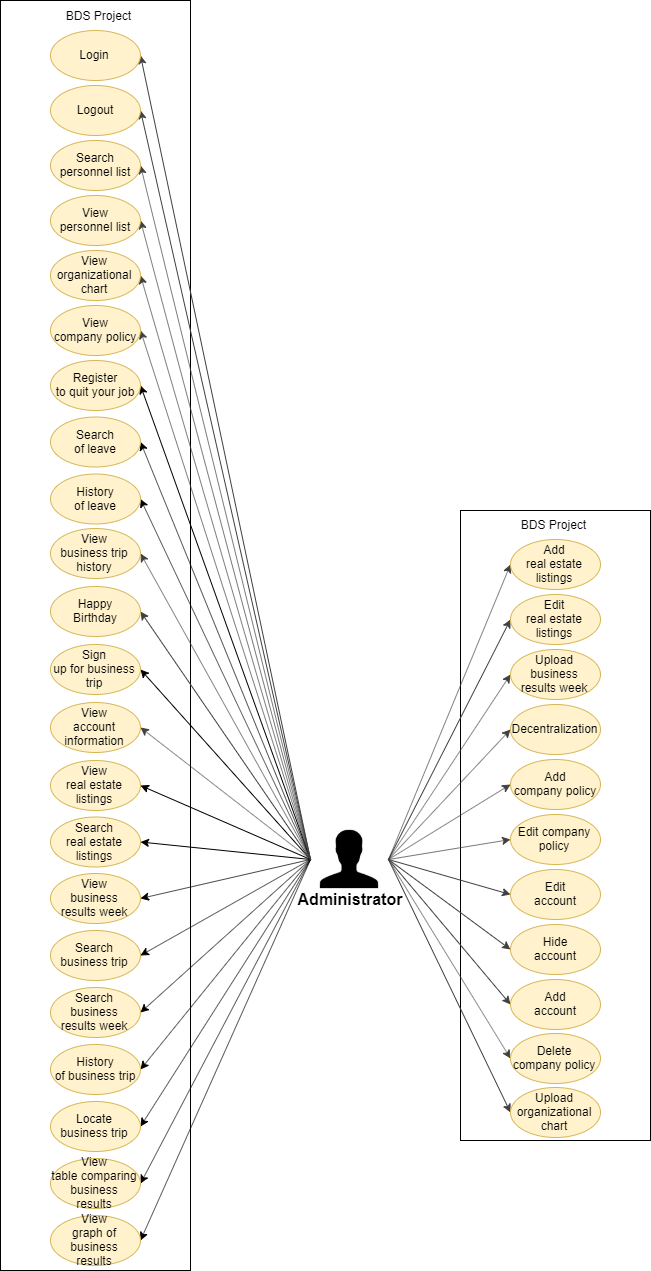 BDS Project
Login
Logout
Search
personnel list
View
personnel list
View
organizational
chart
View
company policy
Register
to quit your job
Search
of leave
History
of leave
View
business trip
history
Happy
Birthday
Sign
up for business
trip
View
account
information
View
real estate
listings
Search
real estate
listings
View
business
results week
Search
business trip
Search
business
results week
History
of business trip
Locate
business trip
View
table comparing
business
results
View
graph of
business
results
Administrator
BDS Project
Add
real estate
listings
Edit
real estate
listings
Upload
business
results week
Decentralization
Add
company policy
Edit company
policy
Edit
account
Hide
account
Add
account
Delete
company policy
Upload
organizational
chart